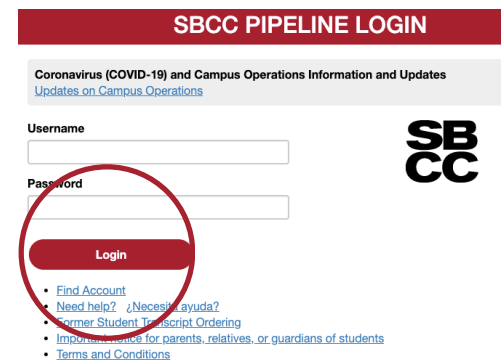 SBCC PIPELINE LOGIN
Coronavirus (COVID-19) and Campus Operations Information and Updates
Updates on Campus Operations
Username
SB
CC
Password
Login
Find Account
Need help? ¿Necesita ayuda?
Former Student Transcript Ordering
Important notice for parents, relatives, or guardians of students
Terms and Conditions